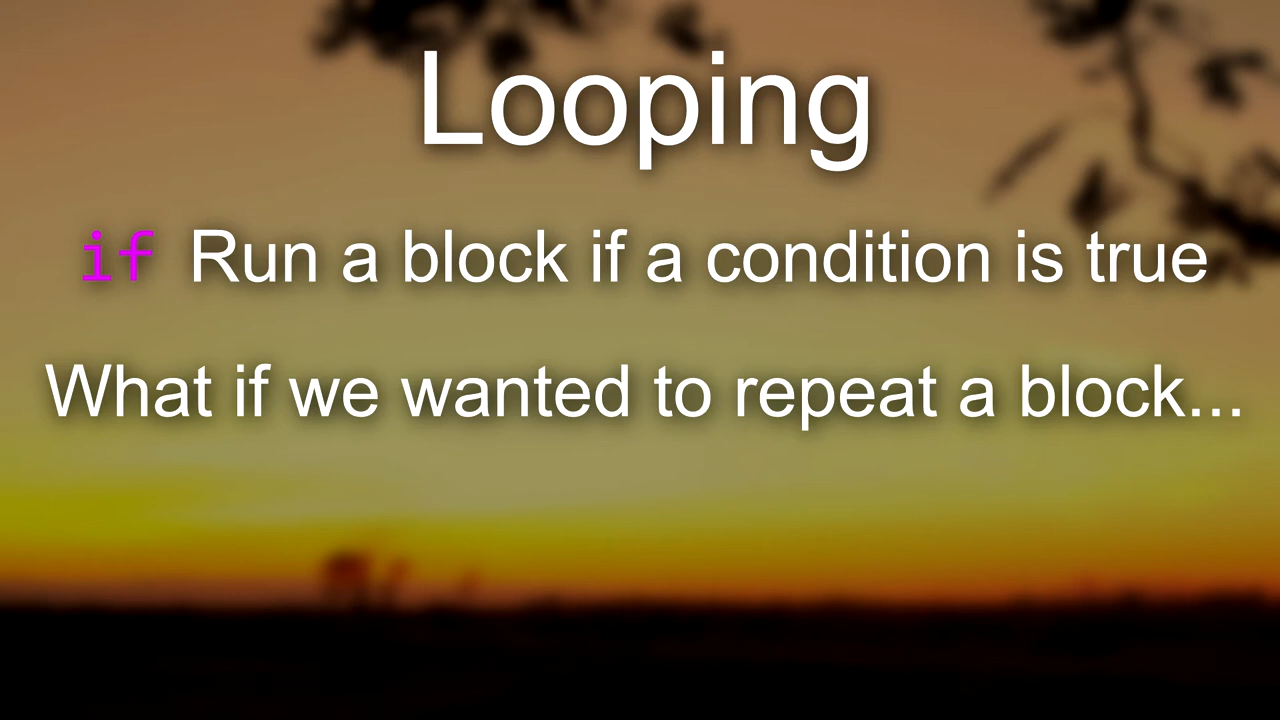 Looping
if Run a block if a condition is true
What if we wanted to repeat a block...